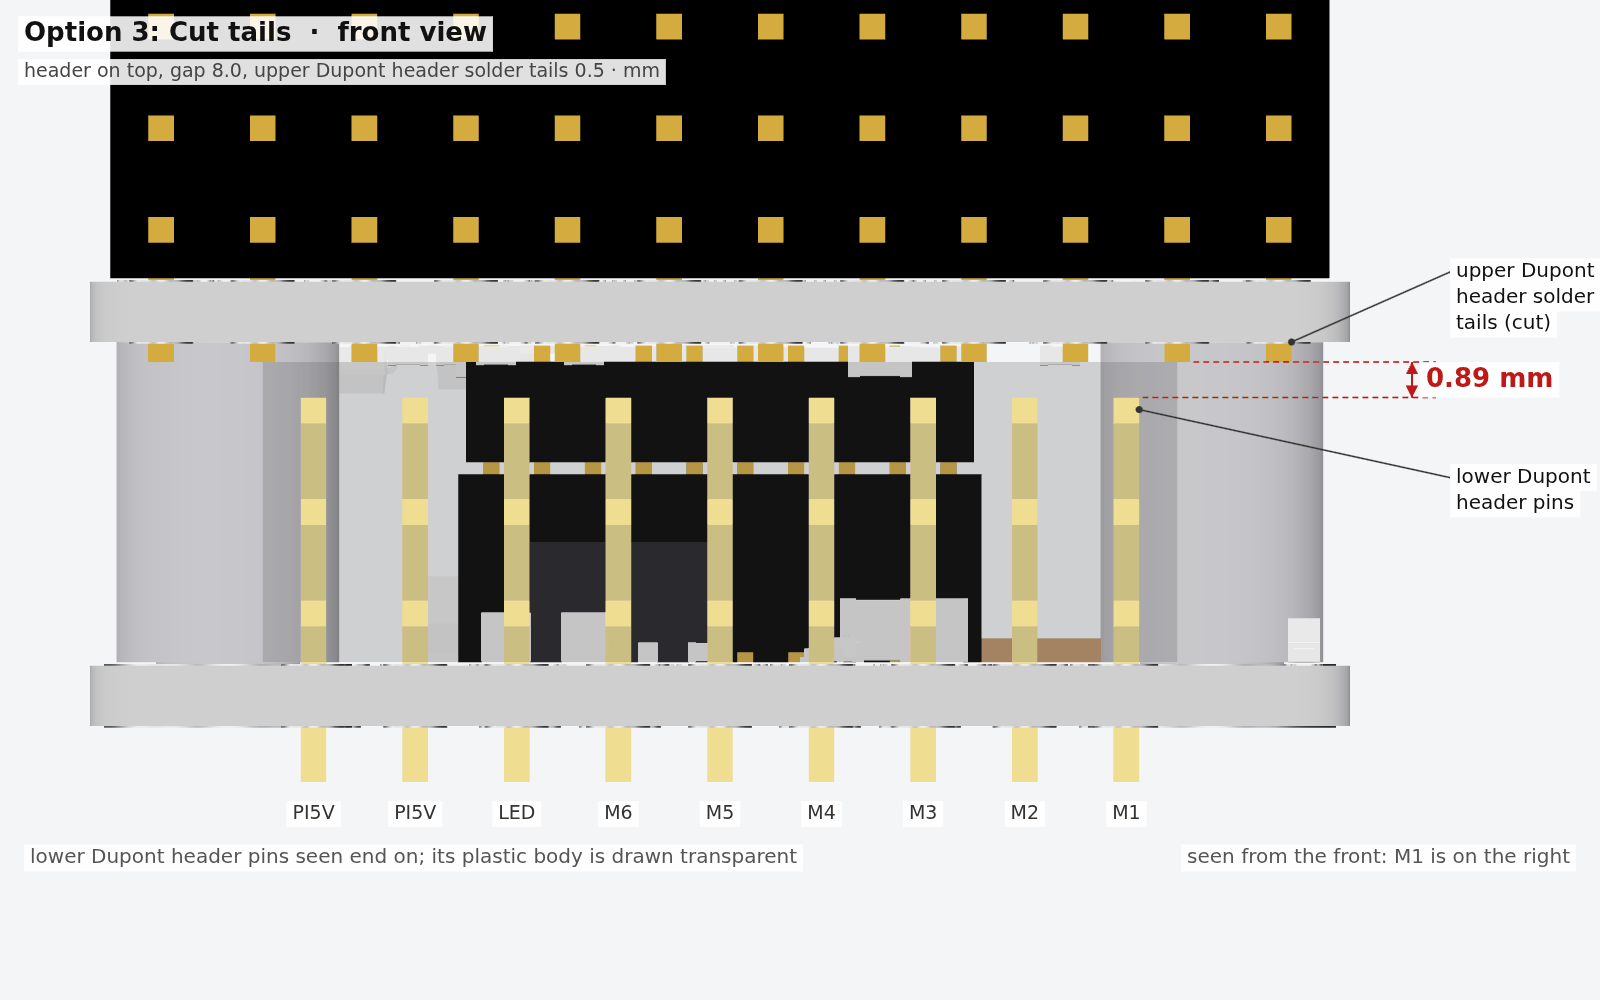 Option 3: Cut tails · front view
header on top, gap 8.0, upper Dupont header solder tails 0.5 · mm
upper Dupont
header solder
tails (cut)
0.89 mm
lower Dupont
header pins
PI5V PI5V LED M6 M5 M4 M3 M2 M1
lower Dupont header pins seen end on; its plastic body is drawn transparent
seen from the front: M1 is on the right